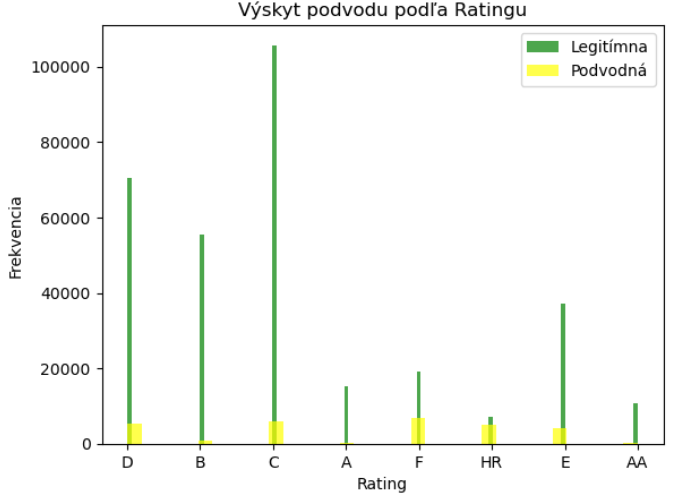 Výskyt podvodu podľa Ratingu
Legitímna
Podvodná
100000
80000
60000
40000
20000
0
Frekvencia
D B C A F HR E AA
Rating